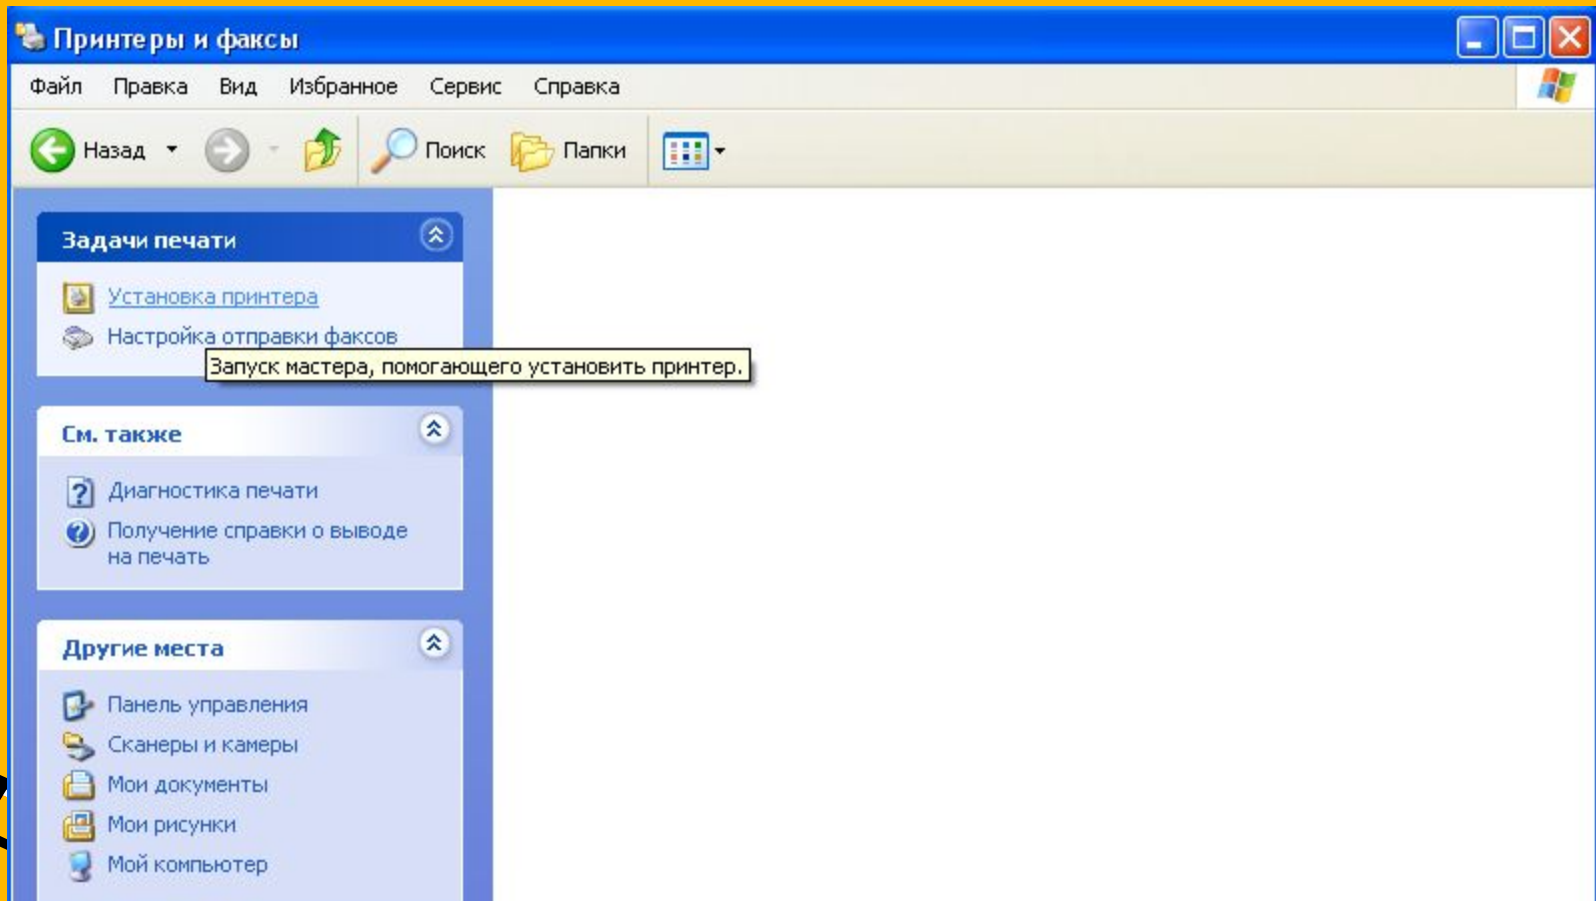 Принтеры и факсы
Файл Правка Вид Избранное Сервис Справка
Назад Поиск Папки
Задачи печати
Установка принтера
Настройка отправки факсов
Запуск мастера, помогающего установить принтер.
См. также
Диагностика печати
Получение справки о выводе
на печать
Другие места
Панель управления
Сканеры и камеры
Мои документы
Мои рисунки
Мой компьютер